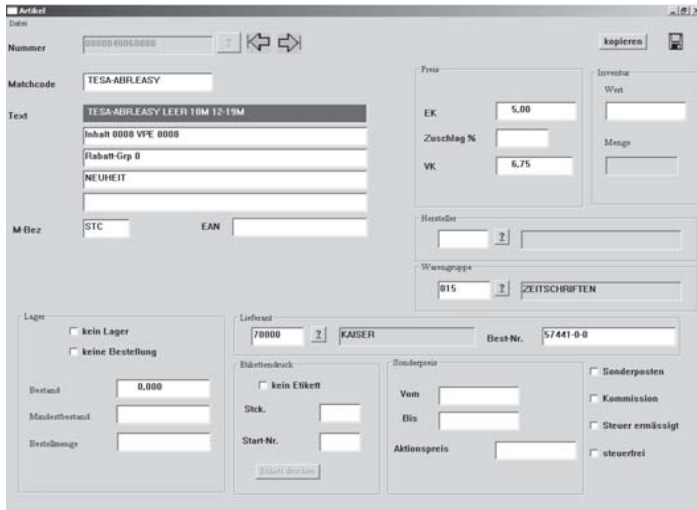 Artikel
Datei
Nummer 0000040060000 ? kopieren
Matchcode TESA-ABR.EASY
Text TESA-ABR.EASY LEER 10M 12-19M
Inhalt 0008 VPE 0008
Rabatt-Grp 0
NEUHEIT
M-Bez STC EAN
Preis
EK 5,00
Zuschlag %
VK 6,75
Inventur
Wert
Menge
Hersteller
?
Warengruppe
015 ? ZEITSCHRIFTEN
Lager
kein Lager
keine Bestellung
Bestand 0,000
Mindestbestand
Bestellmenge
Lieferant
70000 ? KAISER Best-Nr. 57441-0-0
Etikettendruck
kein Etikett
Stck.
Start-Nr.
Etikett drucken
Sonderpreis
Vom
Bis
Aktionspreis
Sonderposten
Kommission
Steuer ermässigt
steuerfrei